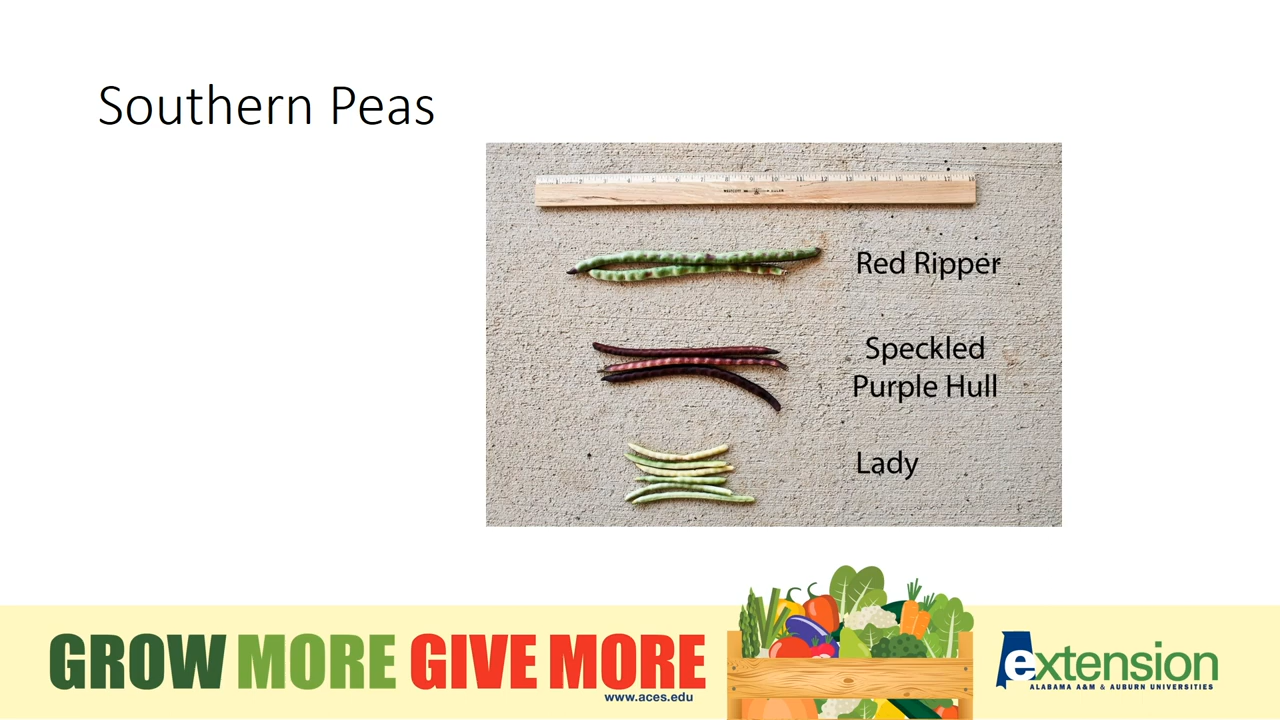 Southern Peas
Red Ripper
Speckled
Purple Hull
Lady
GROW MORE GIVE MORE
www.aces.edu
extension
ALABAMA A&M & AUBURN UNIVERSITIES